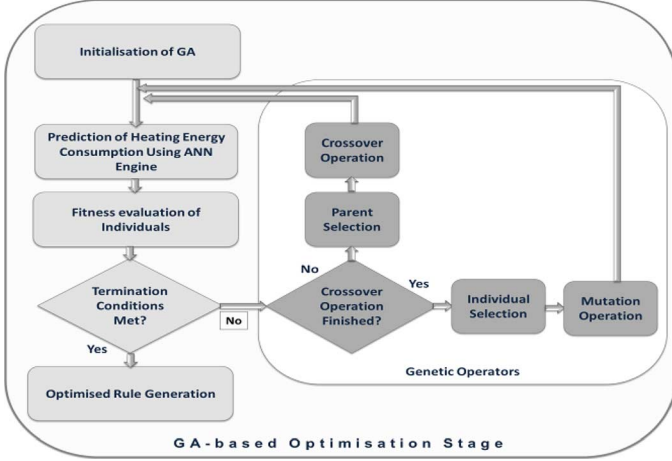 Initialisation of GA
Prediction of Heating Energy
Consumption Using ANN
Engine
Fitness evaluation of
Individuals
Termination
Conditions
Met?
No
Yes
Optimised Rule Generation
Crossover
Operation
Parent
Selection
No
Crossover
Operation
Finished?
Yes
Individual
Selection
Mutation
Operation
Genetic Operators
GA-based Optimisation Stage